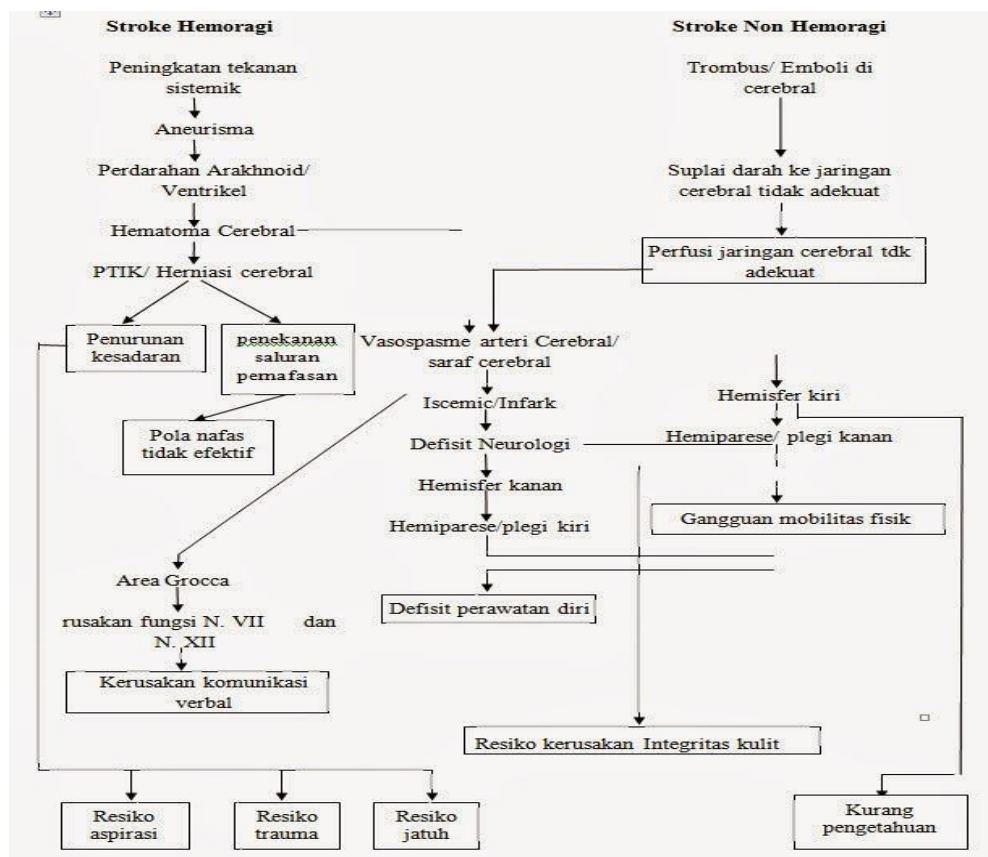 Stroke Hemoragi
Stroke Non Hemoragi
Peningkatan tekanan
sistemik
Trombus/ Emboli di
cerebral
Aneurisma
Perdarahan Arakhnoid/
Ventrikel
Suplai darah ke jaringan
cerebral tidak adekuat
Hematoma Cerebral
Perfusi jaringan cerebral tdk
adekuat
PTIK/ Herniasi cerebral
Penurunan
kesadaran
penekanan
saluran
pernafasan
Vasospasme arteri Cerebral/
saraf cerebral
Iscemic/Infark
Hemisfer kiri
Pola nafas
tidak efektif
Defisit Neurologi
Hemiparese/ plegi kanan
Hemisfer kanan
Gangguan mobilitas fisik
Hemiparese/plegi kiri
Area Grocca
Defisit perawatan diri
rusakan fungsi N. VII dan
N. XII
Kerusakan komunikasi
verbal
Resiko kerusakan Integritas kulit
Resiko
aspirasi
Resiko
trauma
Resiko
jatuh
Kurang
pengetahuan